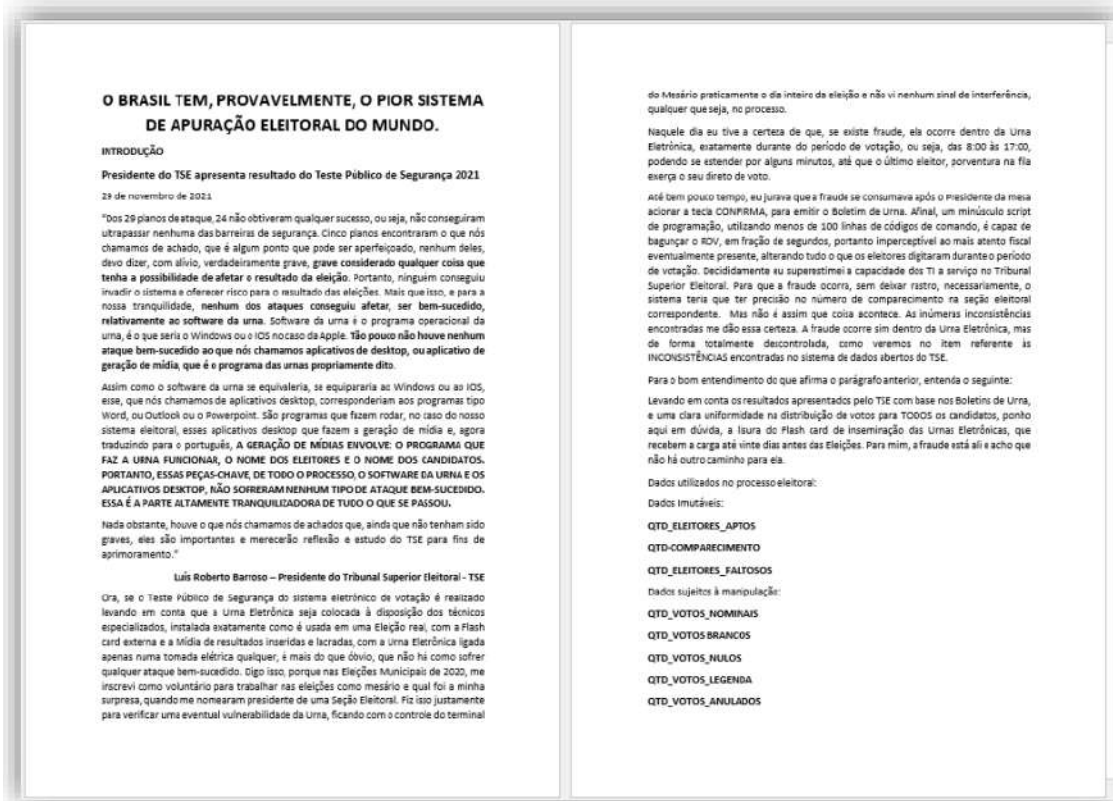 O BRASIL TEM, PROVAVELMENTE, O PIOR SISTEMA
DE APURAÇÃO ELEITORAL DO MUNDO.
INTRODUÇÃO
Presidente do TSE apresenta resultado do Teste Público de Segurança 2021
29 de novembro de 2021
"Dos 29 planos de ataque, 24 não obtiveram qualquer sucesso, ou seja, não conseguiram
ultrapassar nenhuma das barreiras de segurança. Cinco planos encontraram o que nós
chamamos de achado, que é algum ponto que pode ser aperfeiçoado, nenhum deles,
devo dizer, com alívio, verdadeiramente grave, grave considerado qualquer coisa que
tenha a possibilidade de afetar o resultado da eleição. Portanto, ninguém conseguiu
invadir o sistema e oferecer risco para o resultado das eleições. Mais que isso, e para a
nossa tranquilidade, nenhum dos ataques conseguiu afetar, ser bem-sucedido,
relativamente ao software da urna. Software da urna é o programa operacional da
urna, é o que seria o Windows ou o IOS no caso da Apple. Tão pouco não houve nenhum
ataque bem-sucedido ao que nós chamamos aplicativos de desktop, ou aplicativo de
geração de mídia, que é o programa das urnas propriamente dito.
Assim como o software da urna se equivaleria, se equipararia ao Windows ou ao IOS,
esse, que nós chamamos de aplicativos desktop, corresponderiam aos programas tipo
Word, ou Outlook ou o Powerpoint. São programas que fazem rodar, no caso do nosso
sistema eleitoral, esses aplicativos desktop que fazem a geração de mídia e, agora
traduzindo para o português, A GERAÇÃO DE MÍDIAS ENVOLVE: O PROGRAMA QUE
FAZ A URNA FUNCIONAR, O NOME DOS ELEITORES E O NOME DOS CANDIDATOS.
PORTANTO, ESSAS PEÇAS-CHAVE, DE TODO O PROCESSO, O SOFTWARE DA URNA E OS
APLICATIVOS DESKTOP, NÃO SOFRERAM NENHUM TIPO DE ATAQUE BEM-SUCEDIDO.
ESSA É A PARTE ALTAMENTE TRANQUILIZADORA DE TUDO O QUE SE PASSOU.
Nada obstante, houve o que nós chamamos de achados que, ainda que não tenham sido
graves, eles são importantes e merecerão reflexão e estudo do TSE para fins de
aprimoramento."
Luís Roberto Barroso – Presidente do Tribunal Superior Eleitoral - TSE
Ora, se o Teste Público de Segurança do sistema eletrônico de votação é realizado
levando em conta que a Urna Eletrônica seja colocada à disposição dos técnicos
especializados, instalada exatamente como é usada em uma Eleição real, com a Flash
card externa e a Mídia de resultados inseridas e lacradas, com a Urna Eletrônica ligada
apenas numa tomada elétrica qualquer, é mais do que óbvio, que não há como sofrer
qualquer ataque bem-sucedido. Digo isso, porque nas Eleições Municipais de 2020, me
inscrevi como voluntário para trabalhar nas eleições como mesário e qual foi a minha
surpresa, quando me nomearam presidente de uma Seção Eleitoral. Fiz isso justamente
para verificar uma eventual vulnerabilidade da Urna, ficando com o controle do terminal
do Mesário praticamente o dia inteiro da eleição e não vi nenhum sinal de interferência,
qualquer que seja, no processo.
Naquele dia eu tive a certeza de que, se existe fraude, ela ocorre dentro da Urna
Eletrônica, exatamente durante do período de votação, ou seja, das 8:00 às 17:00,
podendo se estender por alguns minutos, até que o último eleitor, porventura na fila
exerça o seu direto de voto.
Até bem pouco tempo, eu jurava que a fraude se consumava após o Presidente da mesa
acionar a tecla CONFIRMA, para emitir o Boletim de Urna. Afinal, um minúsculo script
de programação, utilizando menos de 100 linhas de códigos de comando, é capaz de
bagunçar o RDV, em fração de segundos, portanto imperceptível ao mais atento fiscal
eventualmente presente, alterando tudo o que os eleitores digitaram durante o período
de votação. Decididamente eu superestimei a capacidade dos TI a serviço no Tribunal
Superior Eleitoral. Para que a fraude ocorra, sem deixar rastro, necessariamente, o
sistema teria que ter precisão no número de comparecimento na seção eleitoral
correspondente. Mas não é assim que coisa acontece. As inúmeras inconsistências
encontradas me dão essa certeza. A fraude ocorre sim dentro da Urna Eletrônica, mas
de forma totalmente descontrolada, como veremos no item referente às
INCONSISTÊNCIAS encontradas no sistema de dados abertos do TSE.
Para o bom entendimento do que afirma o parágrafo anterior, entenda o seguinte:
Levando em conta os resultados apresentados pelo TSE com base nos Boletins de Urna,
e uma clara uniformidade na distribuição de votos para TODOS os candidatos, ponho
aqui em dúvida, a lisura do Flash card de inseminação das Urnas Eletrônicas, que
recebem a carga até vinte dias antes das Eleições. Para mim, a fraude está ali e acho que
não há outro caminho para ela.
Dados utilizados no processo eleitoral:
Dados Imutáveis:
QTD_ELEITORES_APTOS
QTD-COMPARECIMENTO
QTD_ELEITORES_FALTOSOS
Dados sujeitos à manipulação:
QTD_VOTOS_NOMINAIS
QTD_VOTOS BRANCOS
QTD_VOTOS_NULOS
QTD_VOTOS_LEGENDA
QTD_VOTOS_ANULADOS